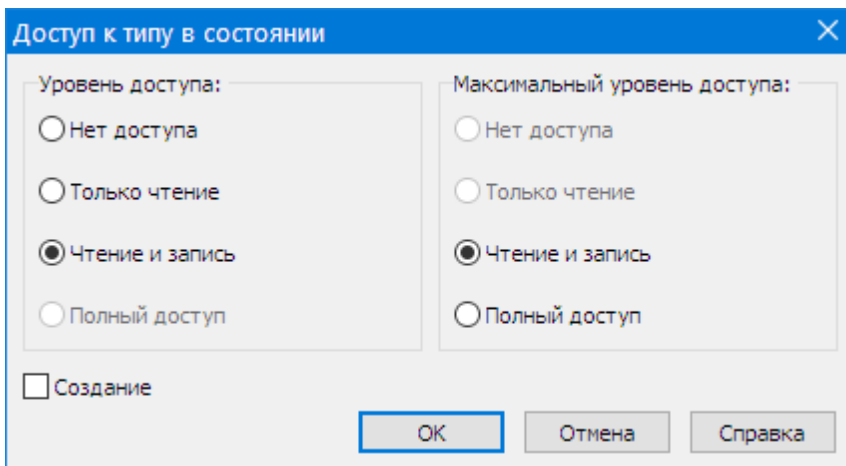 Доступ к типу в состоянии
Уровень доступа:
Нет доступа
Только чтение
Чтение и запись
Полный доступ
Максимальный уровень доступа:
Нет доступа
Только чтение
Чтение и запись
Полный доступ
Создание
OK
Отмена
Справка